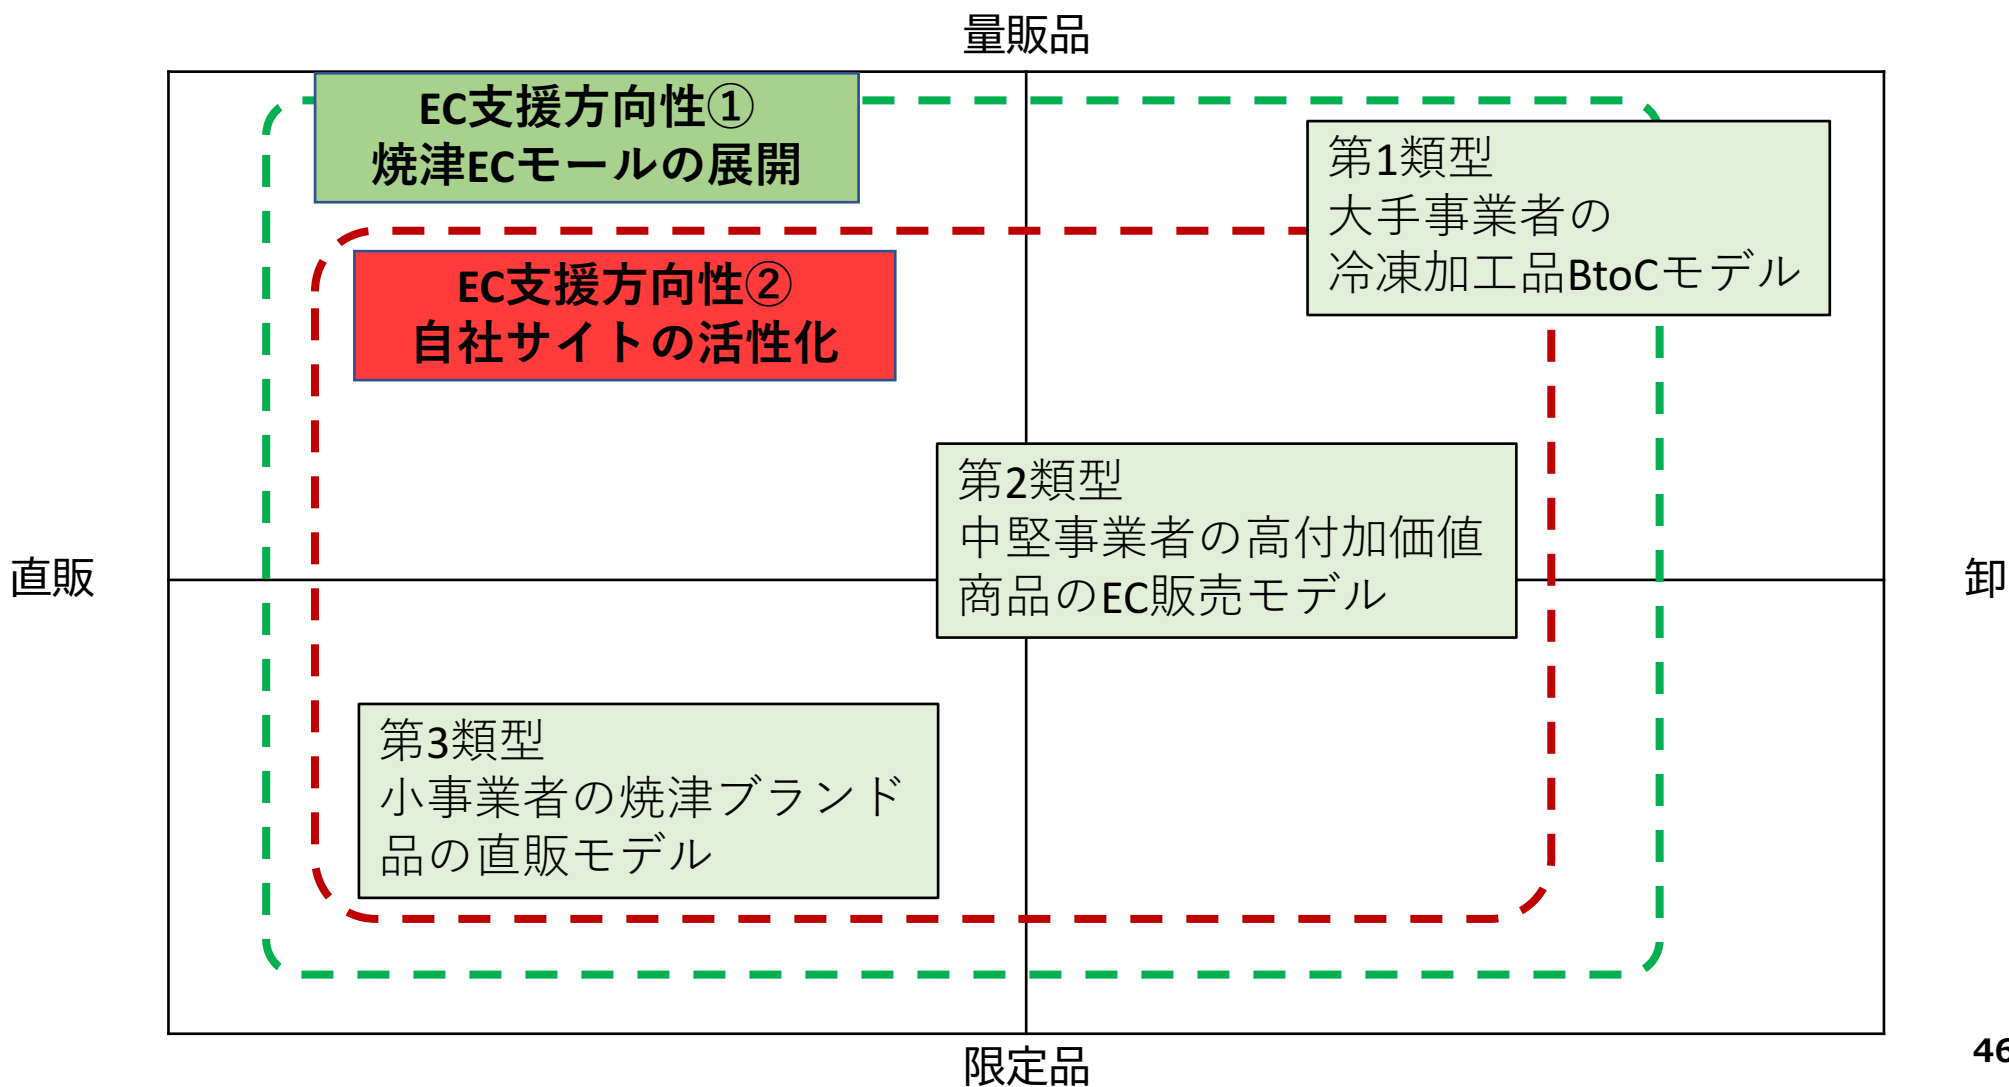 量販品
EC支援方向性①
焼津ECモールの展開
第1類型
大手事業者の
冷凍加工品BtoCモデル
EC支援方向性②
自社サイトの活性化
第2類型
中堅事業者の高付加価値
商品のEC販売モデル
直販
卸
第3類型
小事業者の焼津ブランド
品の直販モデル
限定品
46